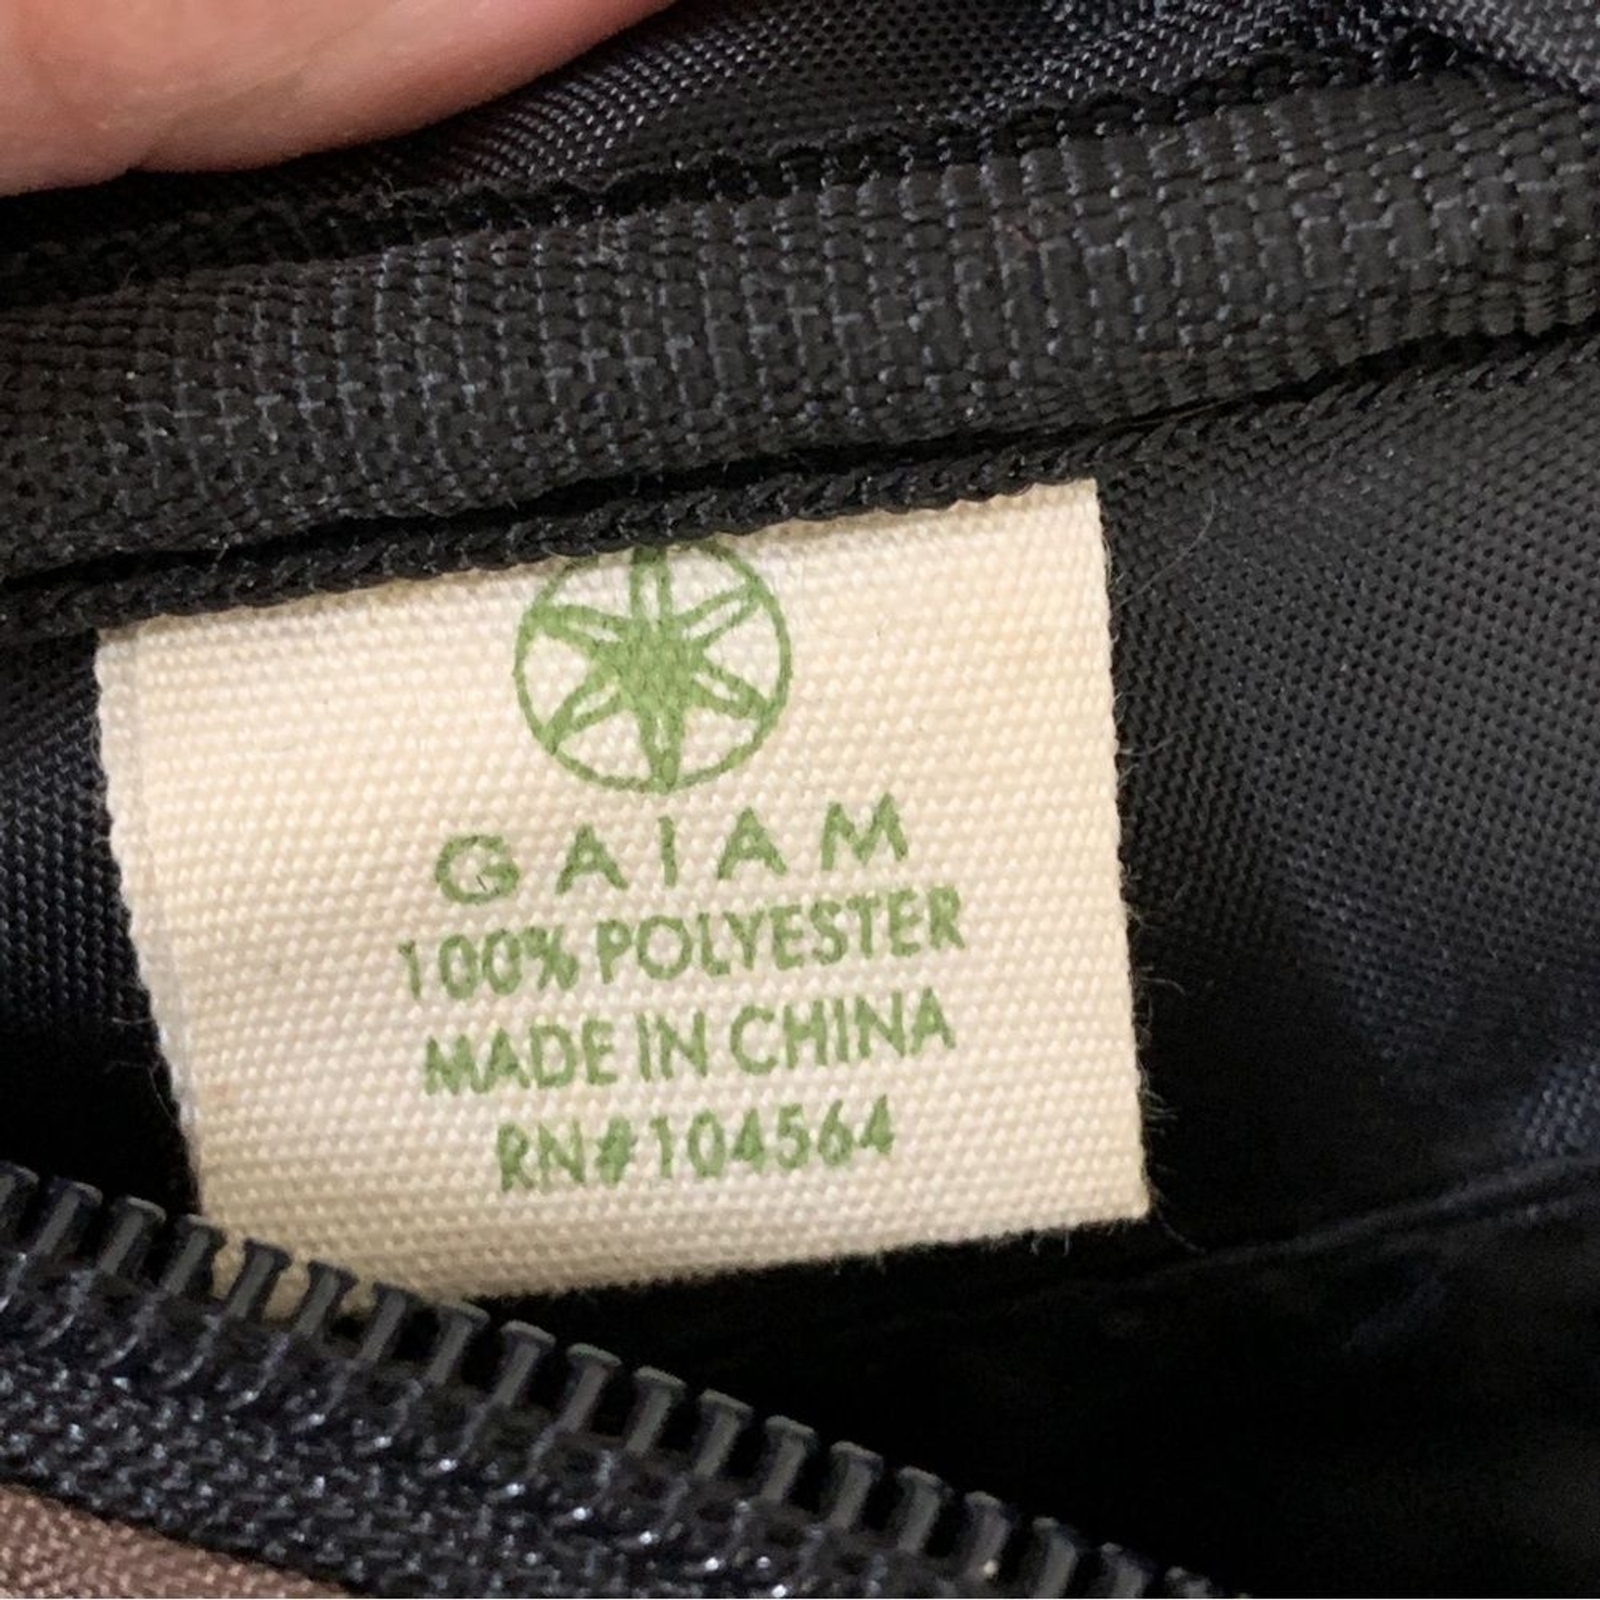 GAIAM
100% POLYESTER
MADE IN CHINA
RN#104564